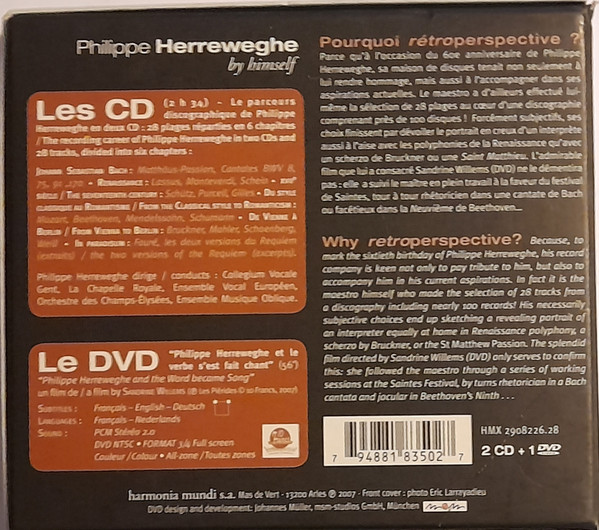 Philippe Herreweghe
by himself
Les CD (2 h 34) - Le parcours
discographique de Philippe
Herreweghe en deux CD : 28 plages réparties en 6 chapitres
/ The recording career of Philippe Herreweghe in two CDs and
28 tracks, divided into six chapters :
Johann Sebastian Bach : Matthäus-Passion, Cantates BWV 8,
75, 91 ,170 - Renaissance : Lassus, Monteverdi, Schein - XVIIe
siècle / The seventeenth century : Schütz, Purcell, Gilles - Du style
classique au Romantisme / From the Classical style to Romanticism :
Mozart, Beethoven, Mendelssohn, Schumann - De Vienne à
Berlin / From Vienna to Berlin : Bruckner, Mahler, Schoenberg,
Weill - In paradisum : Fauré, les deux versions du Requiem
(extraits) / the two versions of the Requiem (excerpts).
Philippe Herreweghe dirige / conducts : Collegium Vocale
Gent, La Chapelle Royale, Ensemble Vocal Européen,
Orchestre des Champs-Élysées, Ensemble Musique Oblique.
Le DVD "Philippe Herreweghe et le
verbe s'est fait chant" (56')
"Philippe Herreweghe and the Word became Song"
un film de / a film by Sandrine Willems (℗ Les Piérides © 10 Francs, 2007)
Subtitles : Français - English - Deutsch
Languages : Français - Nederlands
Sound : PCM Stéréo 2.0
DVD NTSC • FORMAT 3/4 Full screen
Couleur / Colour • All-zone / Toutes zones
Pourquoi rétroperspective ?
Parce qu'à l'occasion du 60e anniversaire de Philippe
Herreweghe, sa maison de disques tenait non seulement à
lui rendre hommage, mais aussi à l'accompagner dans ses
aspirations actuelles. Le maestro a d'ailleurs effectué lui-
même la sélection de 28 plages au cœur d'une discographie
comprenant près de 100 disques ! Forcément subjectifs, ses
choix finissent par dévoiler le portrait en creux d'un interprète
aussi à l'aise avec les polyphonies de la Renaissance qu'avec
un scherzo de Bruckner ou une Saint Matthieu. L'admirable
film que lui a consacré Sandrine Willems (DVD) ne le démentira
pas : elle a suivi le maître en plein travail à la faveur du festival
de Saintes, tour à tour rhétoricien dans une cantate de Bach
ou facétieux dans la Neuvième de Beethoven...
Why retroperspective? Because, to
mark the sixtieth birthday of Philippe Herreweghe, his record
company is keen not only to pay tribute to him, but also to
accompany him in his current aspirations. In fact it is the
maestro himself who made the selection of 28 tracks from
a discography including nearly 100 records! His necessarily
subjective choices end up sketching a revealing portrait of
an interpreter equally at home in Renaissance polyphony, a
scherzo by Bruckner, or the St Matthew Passion. The splendid
film directed by Sandrine Willems (DVD) only serves to confirm
this: she followed the maestro through a series of working
sessions at the Saintes Festival, by turns rhetorician in a Bach
cantata and jocular in Beethoven's Ninth . . .
7 94881 83502 7
HMX 2908226.28
2 CD + 1 DVD
harmonia mundi s.a. Mas de Vert · 13200 Arles ℗ 2007 · Front cover : photo Eric Larrayadieu
DVD design and development: Johannes Müller, msm-studios GmbH, München